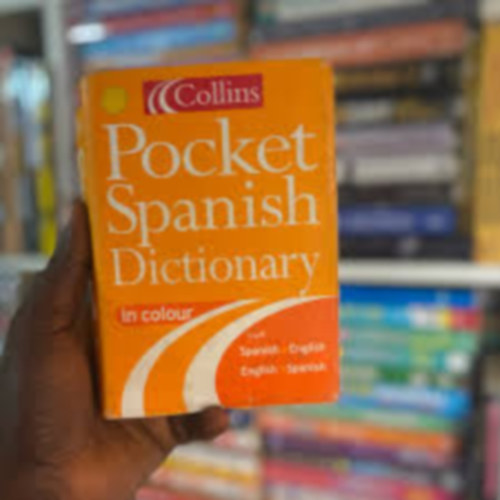 Collins
Pocket
Spanish
Dictionary
in colour
Spanish - English
English - Spanish